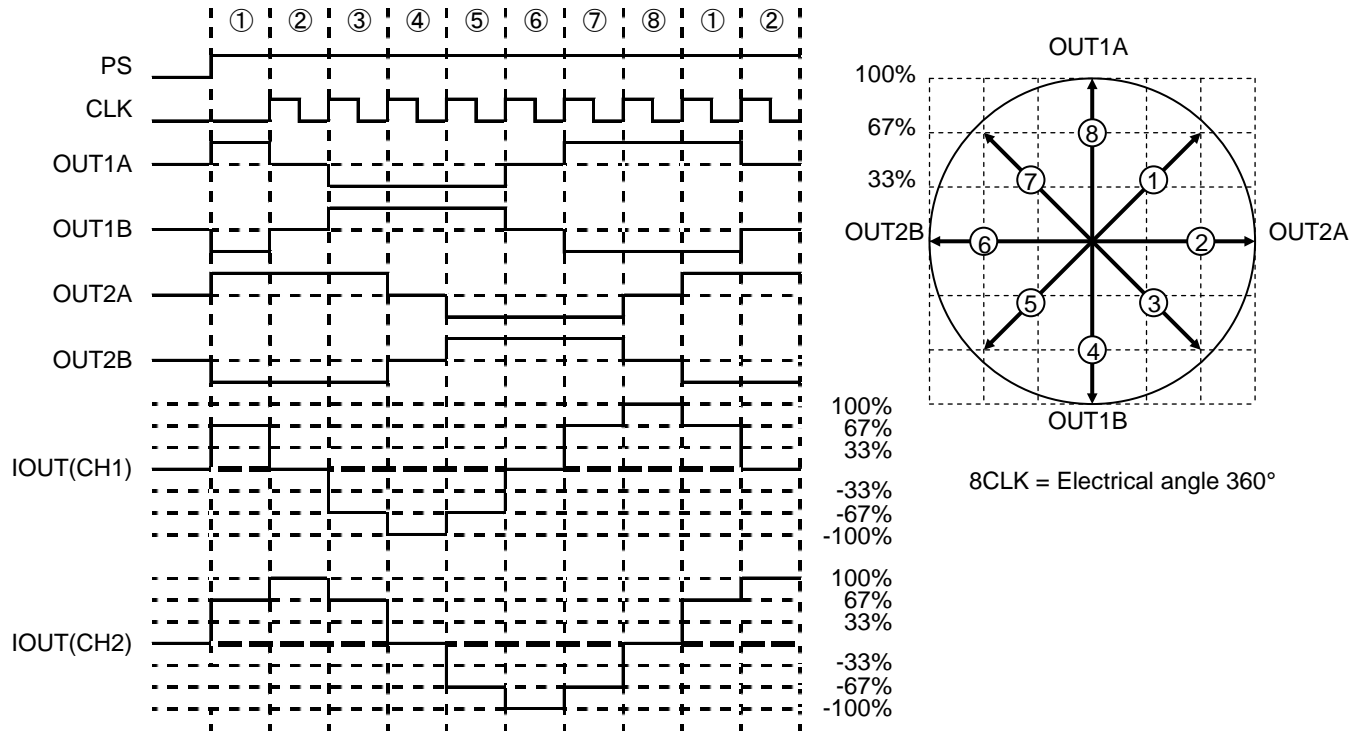 ① ② ③ ④ ⑤ ⑥ ⑦ ⑧ ① ②
PS
CLK
OUT1A
OUT1B
OUT2A
OUT2B
100%
67%
33%
IOUT(CH1)
-33%
-67%
-100%
100%
67%
33%
IOUT(CH2)
-33%
-67%
-100%
OUT1A
100%
67%
8
33%
7
1
OUT2B
6
2
OUT2A
5
3
4
OUT1B
8CLK = Electrical angle 360°